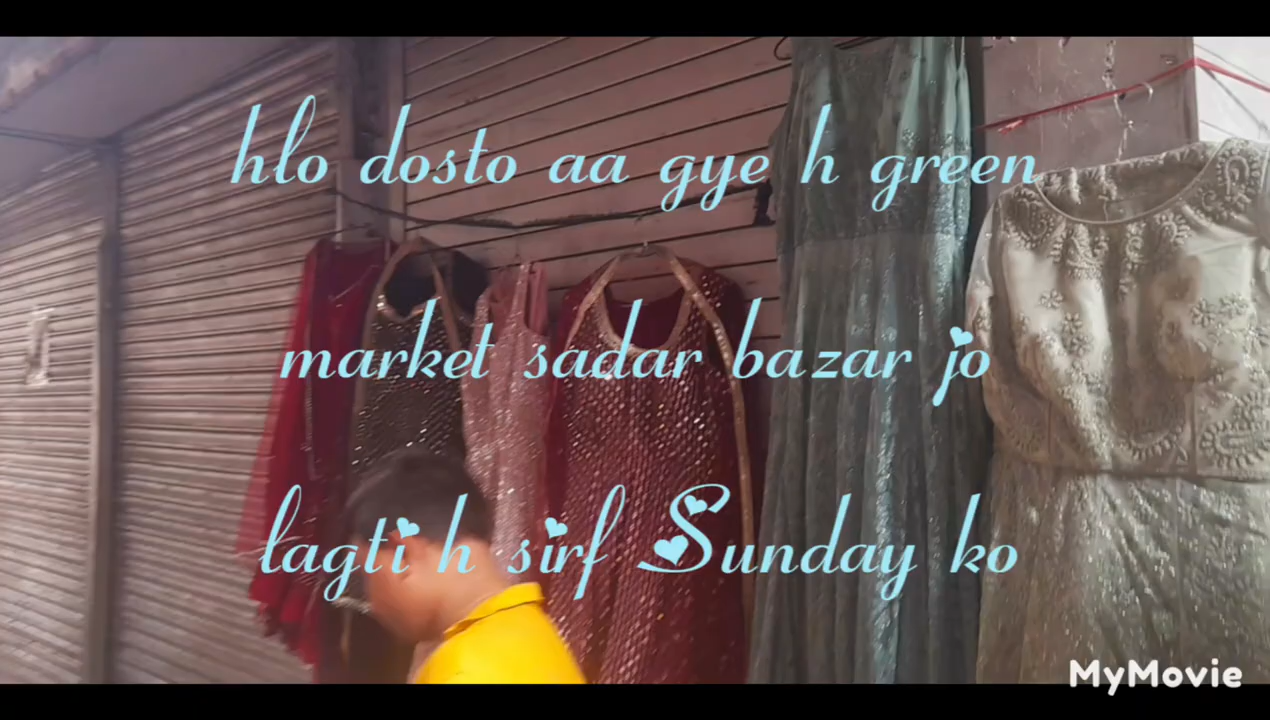 hlo dosto aa gye h green
market sadar bazar jo
lagti h sirf Sunday ko
MyMovie